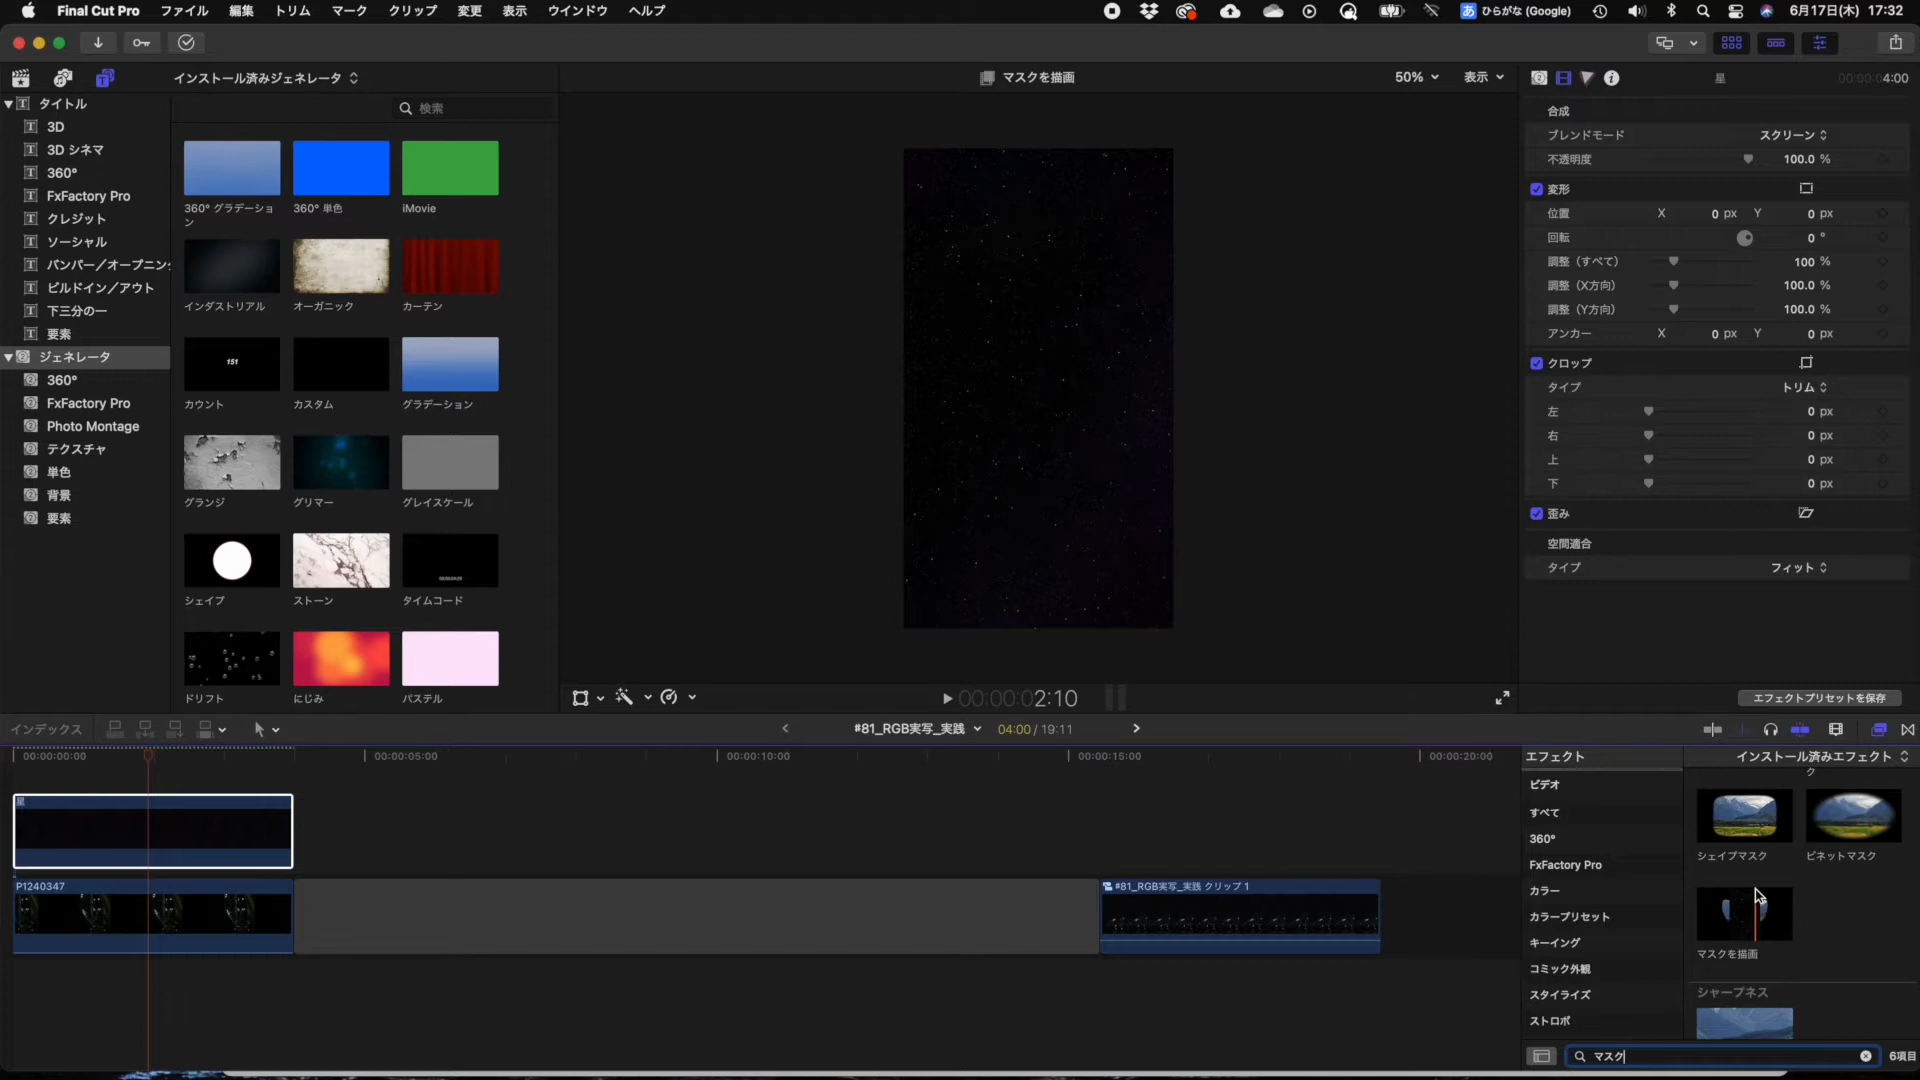 Final Cut Pro ファイル 編集 トリム マーク クリップ 変更 表示 ウインドウ ヘルプ
あ ひらがな (Google) 6月17日(木) 17:32
インストール済みジェネレータ
マスクを描画
50% 表示
星
00:00:04:00
検索
タイトル
3D
3D シネマ
360°
FxFactory Pro
クレジット
ソーシャル
バンパー／オープニング
ビルドイン／アウト
下三分の一
要素
ジェネレータ
360°
FxFactory Pro
Photo Montage
テクスチャ
単色
背景
要素
360° グラデーション
360° 単色
iMovie
インダストリアル
オーガニック
カーテン
151
カウント
カスタム
グラデーション
グランジ
グリマー
グレイスケール
シェイプ
ストーン
タイムコード
ドリフト
にじみ
パステル
合成
ブレンドモード スクリーン
不透明度 100.0 %
変形
位置 X 0 px Y 0 px
回転 0 °
調整（すべて） 100 %
調整（X方向） 100.0 %
調整（Y方向） 100.0 %
アンカー X 0 px Y 0 px
クロップ
タイプ トリム
左 0 px
右 0 px
上 0 px
下 0 px
歪み
空間適合
タイプ フィット
エフェクトプリセットを保存
00:00:02:10
インデックス
#81_RGB実写_実践
04:00 / 19:11
00:00:00:00 00:00:05:00 00:00:10:00 00:00:15:00 00:00:20:00
星
P1240347
#81_RGB実写_実践 クリップ 1
エフェクト
インストール済みエフェクト
ビデオ
すべて
360°
FxFactory Pro
カラー
カラープリセット
キーイング
コミック外観
スタイライズ
ストロボ
ク
シェイプマスク
ビネットマスク
マスクを描画
シャープネス
マスク
6項目